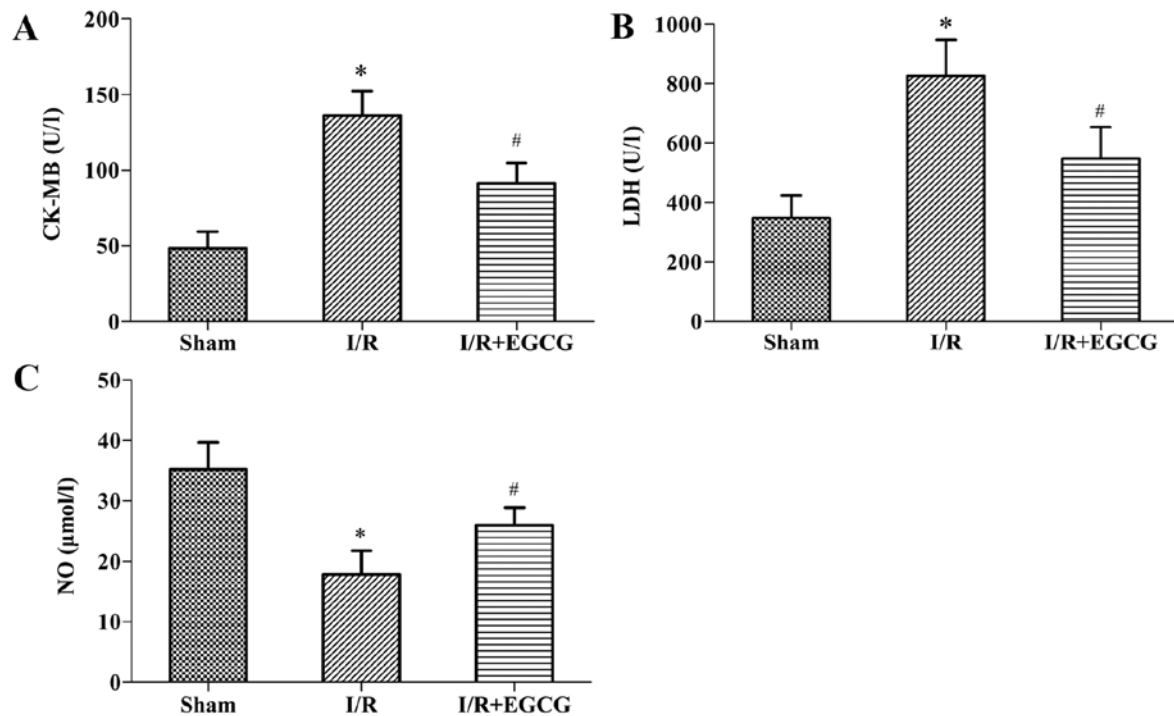 A
CK-MB (U/l)
200
150
100
50
0
*
#
Sham I/R I/R+EGCG
B
LDH (U/l)
1000
800
600
400
200
0
*
#
Sham I/R I/R+EGCG
C
NO (μmol/l)
50
40
30
20
10
0
*
#
Sham I/R I/R+EGCG